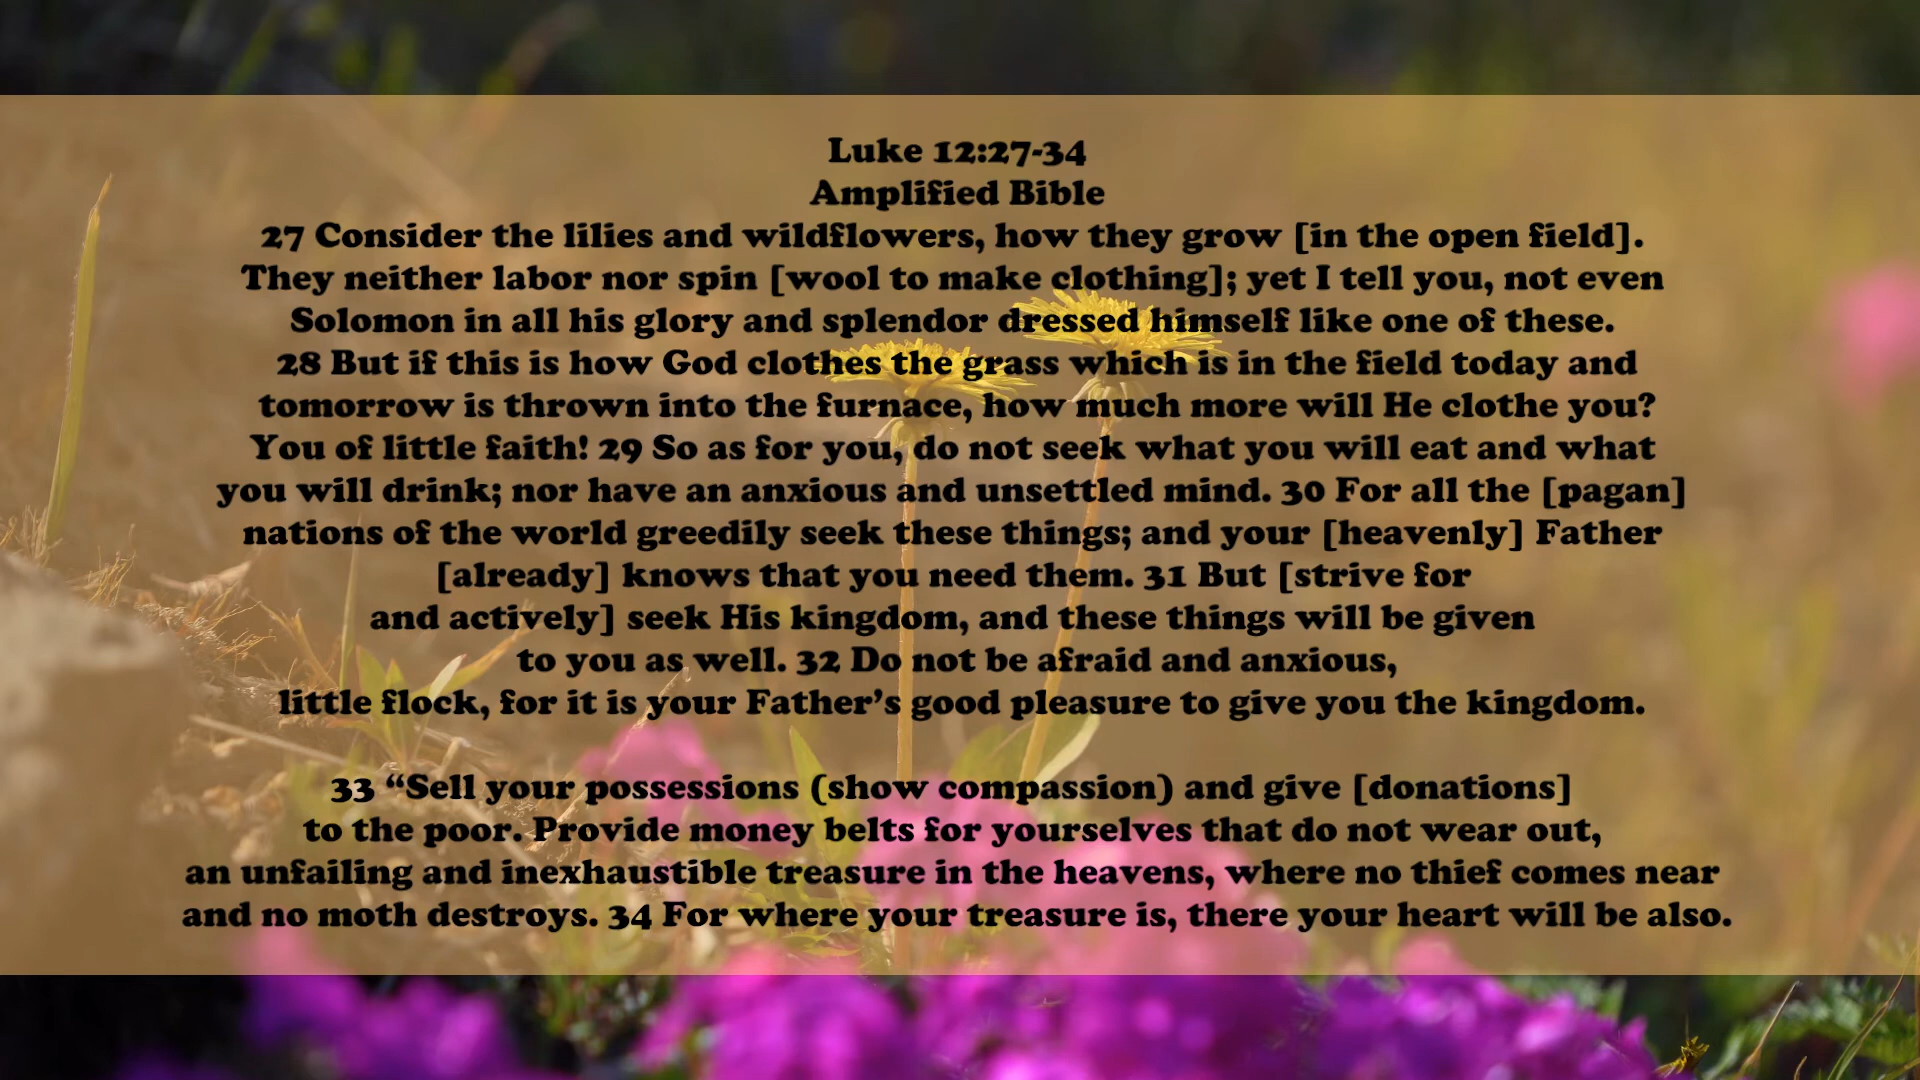 Luke 12:27-34
Amplified Bible
27 Consider the lilies and wildflowers, how they grow [in the open field].
They neither labor nor spin [wool to make clothing]; yet I tell you, not even
Solomon in all his glory and splendor dressed himself like one of these.
28 But if this is how God clothes the grass which is in the field today and
tomorrow is thrown into the furnace, how much more will He clothe you?
You of little faith! 29 So as for you, do not seek what you will eat and what
you will drink; nor have an anxious and unsettled mind. 30 For all the [pagan]
nations of the world greedily seek these things; and your [heavenly] Father
[already] knows that you need them. 31 But [strive for
and actively] seek His kingdom, and these things will be given
to you as well. 32 Do not be afraid and anxious,
little flock, for it is your Father’s good pleasure to give you the kingdom.
33 “Sell your possessions (show compassion) and give [donations]
to the poor. Provide money belts for yourselves that do not wear out,
an unfailing and inexhaustible treasure in the heavens, where no thief comes near
and no moth destroys. 34 For where your treasure is, there your heart will be also.